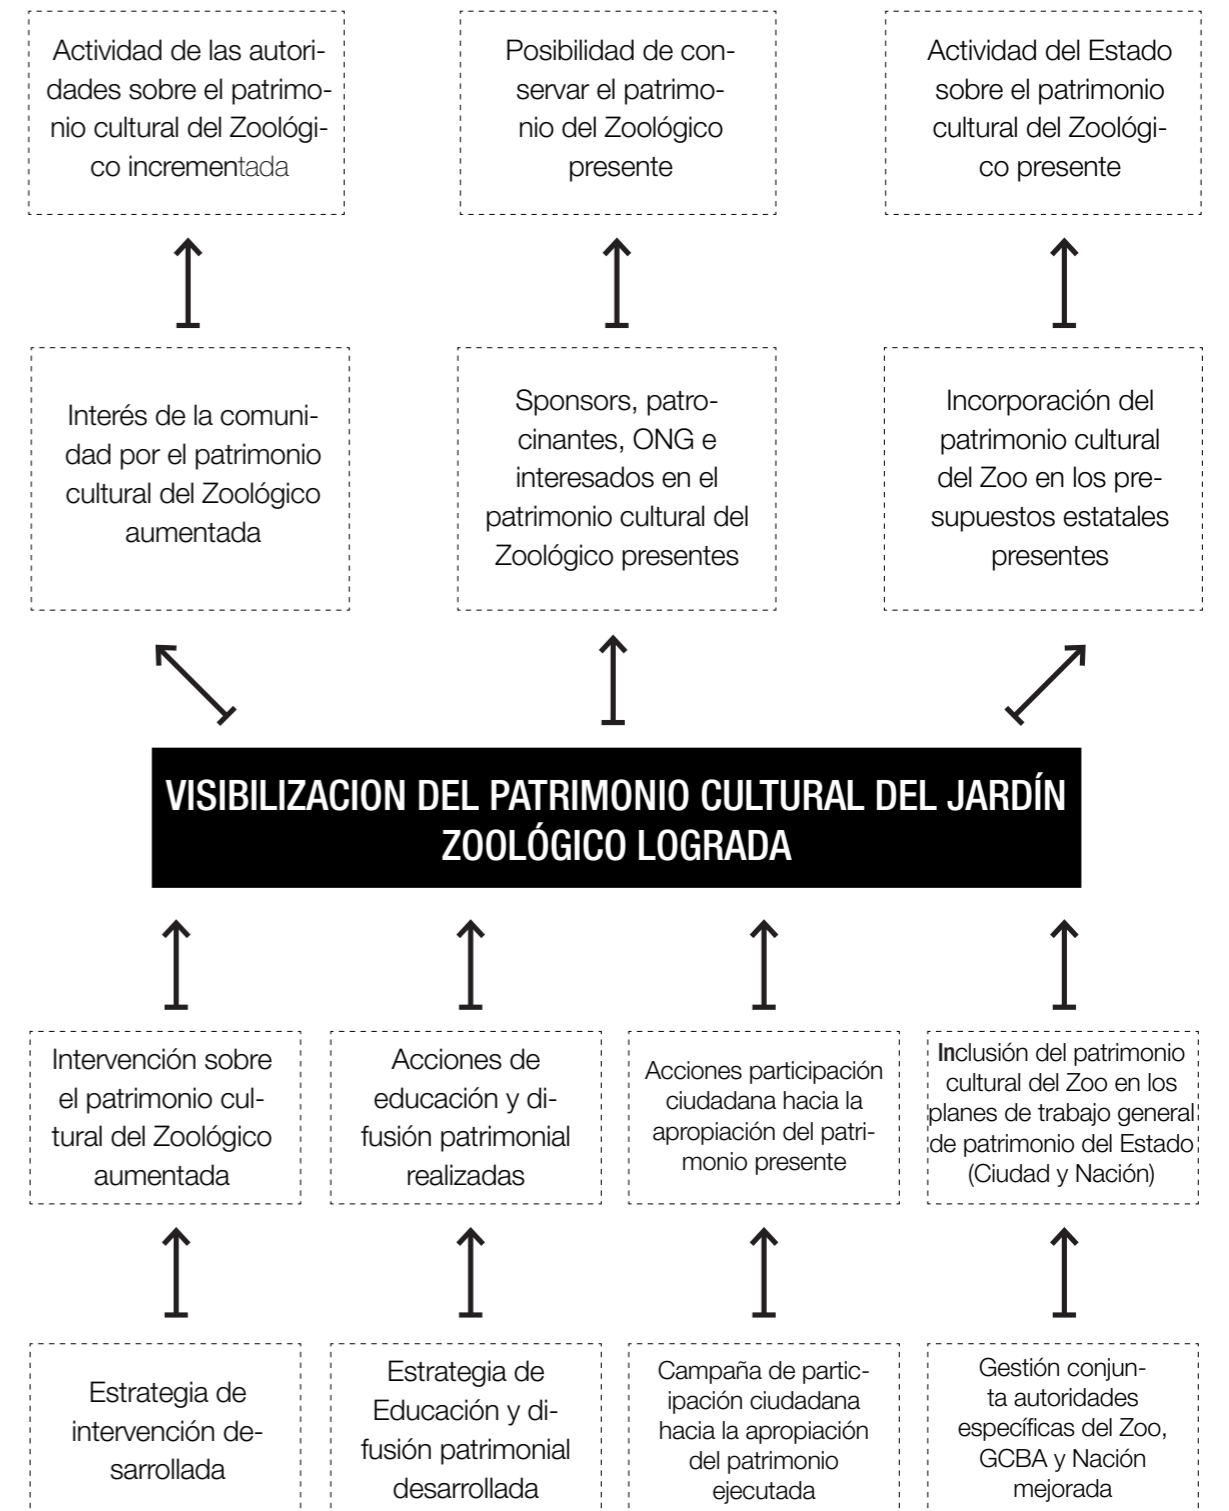 Actividad de las autori-
dades sobre el patrimo-
nio cultural del Zoológi-
co incrementada
Posibilidad de con-
servar el patrimo-
nio del Zoológico
presente
Actividad del Estado
sobre el patrimonio
cultural del Zoológi-
co presente
Interés de la comuni-
dad por el patrimonio
cultural del Zoológico
aumentada
Sponsors, patro-
cinantes, ONG e
interesados en el
patrimonio cultural del
Zoológico presentes
Incorporación del
patrimonio cultural
del Zoo en los pre-
supuestos estatales
presentes
VISIBILIZACION DEL PATRIMONIO CULTURAL DEL JARDÍN
ZOOLÓGICO LOGRADA
Intervención sobre
el patrimonio cul-
tural del Zoológico
aumentada
Acciones de
educación y di-
fusión patrimonial
realizadas
Acciones participación
ciudadana hacia la
apropiación del patri-
monio presente
Inclusión del patrimonio
cultural del Zoo en los
planes de trabajo general
de patrimonio del Estado
(Ciudad y Nación)
Estrategia de
intervención de-
sarrollada
Estrategia de
Educación y di-
fusión patrimonial
desarrollada
Campaña de partic-
ipación ciudadana
hacia la apropiación
del patrimonio
ejecutada
Gestión conjun-
ta autoridades
específicas del Zoo,
GCBA y Nación
mejorada